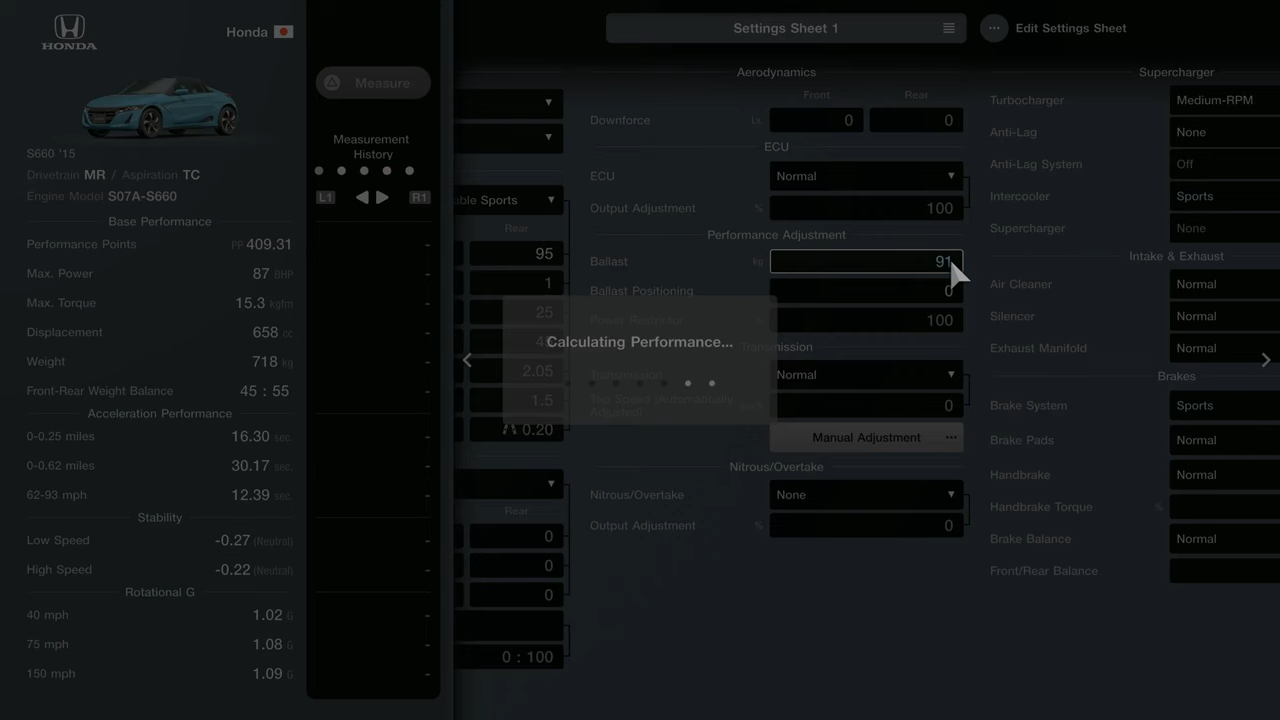 HONDA
Honda
S660 '15
Drivetrain MR / Aspiration TC
Engine Model S07A-S660
Base Performance
Performance Points PP 409.31
Max. Power 87 BHP
Max. Torque 15.3 kgfm
Displacement 658 cc
Weight 718 kg
Front-Rear Weight Balance 45 : 55
Acceleration Performance
0-0.25 miles 16.30 sec.
0-0.62 miles 30.17 sec.
62-93 mph 12.39 sec.
Stability
Low Speed -0.27 (Neutral)
High Speed -0.22 (Neutral)
Rotational G
40 mph 1.02 G
75 mph 1.08 G
150 mph 1.09 G
Measure
Measurement
History
L1 R1
-
-
-
-
-
-
-
-
-
-
-
-
-
-
Settings Sheet 1
Edit Settings Sheet
able Sports
Rear
95
1
25
2.05
1.5
0.20
Rear
0
0
0
0 : 100
Aerodynamics
Front Rear
Downforce Lv. 0 0
ECU
ECU Normal
Output Adjustment % 100
Performance Adjustment
Ballast kg 91
Ballast Positioning 0
Power Restrictor % 100
Calculating Performance...
Transmission
Transmission Normal
Top Speed (Automatically
Adjusted) 0
Manual Adjustment
Nitrous/Overtake
Nitrous/Overtake None
Output Adjustment % 0
Supercharger
Turbocharger Medium-RPM
Anti-Lag None
Anti-Lag System Off
Intercooler Sports
Supercharger None
Intake & Exhaust
Air Cleaner Normal
Silencer Normal
Exhaust Manifold Normal
Brakes
Brake System Sports
Brake Pads Normal
Handbrake Normal
Handbrake Torque %
Brake Balance Normal
Front/Rear Balance